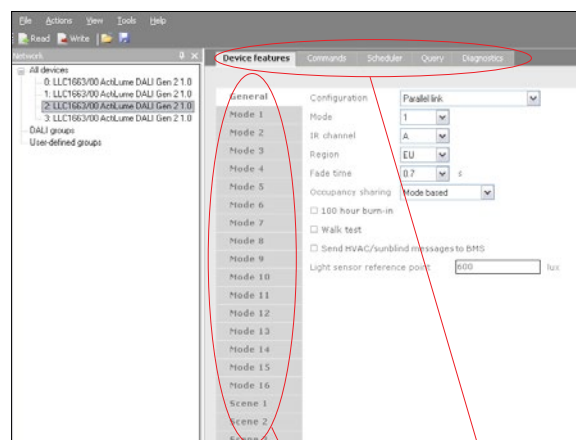 File Actions View Tools Help
Read Write
Network
All devices
0: LLC1663/00 ActiLume DALI Gen 2 1.0
1: LLC1663/00 ActiLume DALI Gen 2 1.0
2: LLC1663/00 ActiLume DALI Gen 2 1.0
3: LLC1663/00 ActiLume DALI Gen 2 1.0
DALI groups
User-defined groups
Device features Commands Scheduler Query Diagnostics
General
Mode 1
Mode 2
Mode 3
Mode 4
Mode 5
Mode 6
Mode 7
Mode 8
Mode 9
Mode 10
Mode 11
Mode 12
Mode 13
Mode 14
Mode 15
Mode 16
Scene 1
Scene 2
Configuration Parallel link
Mode 1
IR channel A
Region EU
Fade time 0.7 s
Occupancy sharing Mode based
100 hour burn-in
Walk test
Send HVAC/sunblind messages to BMS
Light sensor reference point 600 lux